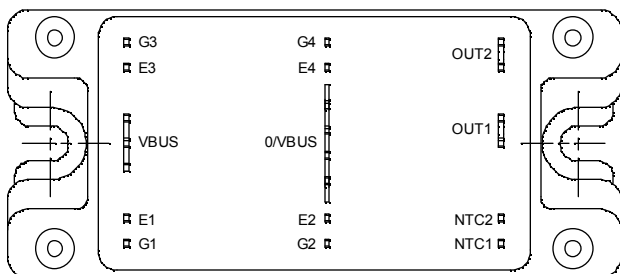 G3 G4 OUT2
E3 E4
VBUS 0/VBUS OUT1
E1 E2 NTC2
G1 G2 NTC1